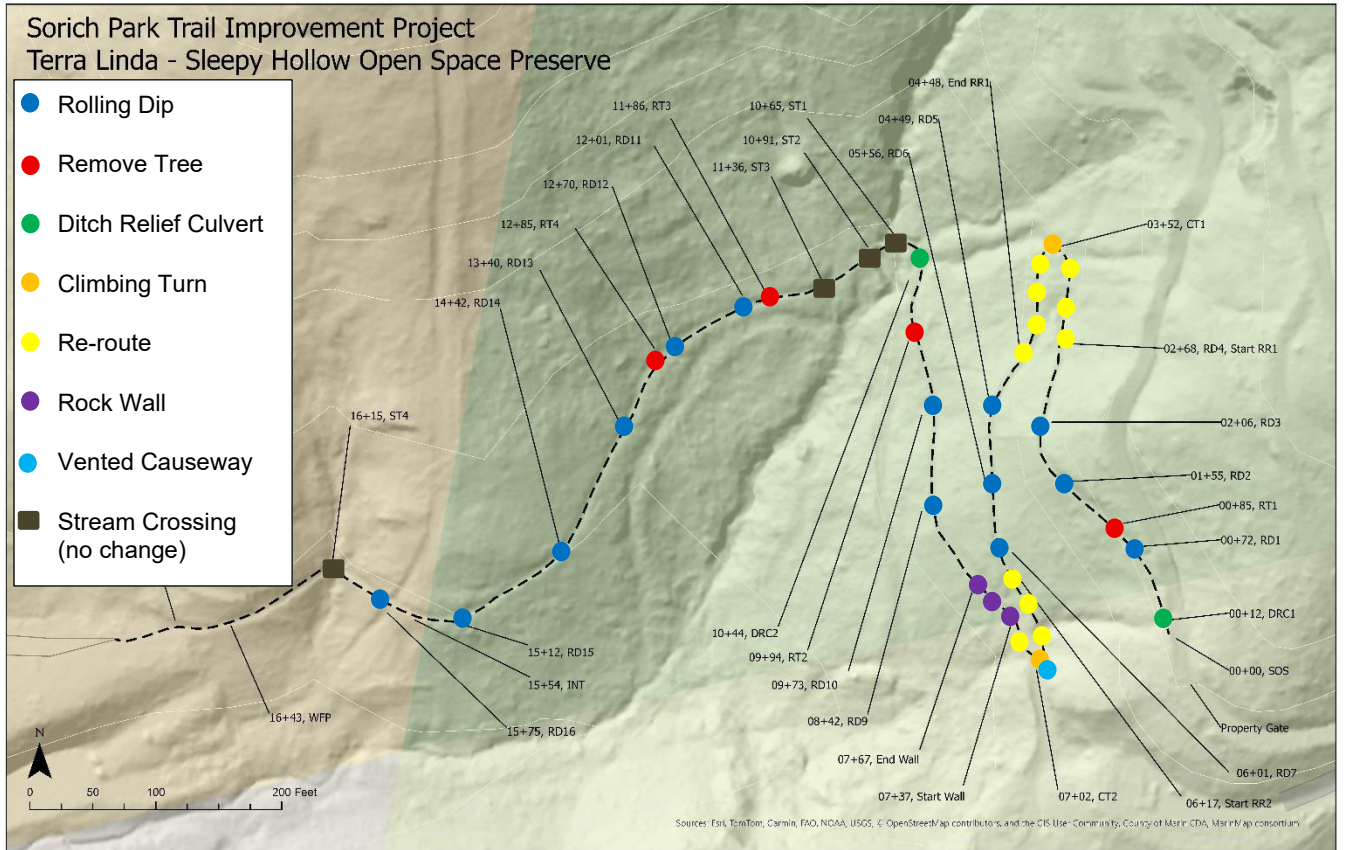 Sorich Park Trail Improvement Project
Terra Linda - Sleepy Hollow Open Space Preserve
Rolling Dip
Remove Tree
Ditch Relief Culvert
Climbing Turn
Re-route
Rock Wall
Vented Causeway
Stream Crossing
(no change)
04+48, End RR1
11+86, RT3
10+65, ST1
04+49, RD5
12+01, RD11
10+91, ST2
05+56, RD6
11+36, ST3
12+70, RD12
12+85, RT4
03+52, CT1
13+40, RD13
14+42, RD14
02+68, RD4, Start RR1
16+15, ST4
02+06, RD3
01+55, RD2
00+85, RT1
00+72, RD1
00+12, DRC1
10+44, DRC2
15+12, RD15
09+94, RT2
00+00, SOS
15+54, INT
09+73, RD10
16+43, WFP
08+42, RD9
Property Gate
15+75, RD16
07+67, End Wall
06+01, RD7
07+37, Start Wall
07+02, CT2
06+17, Start RR2
N
0 50 100 200 Feet
Sources: Esri, TomTom, Garmin, FAO, NOAA, USGS, © OpenStreetMap contributors, and the GIS User Community, County of Marin CDA, MarinMap consortium